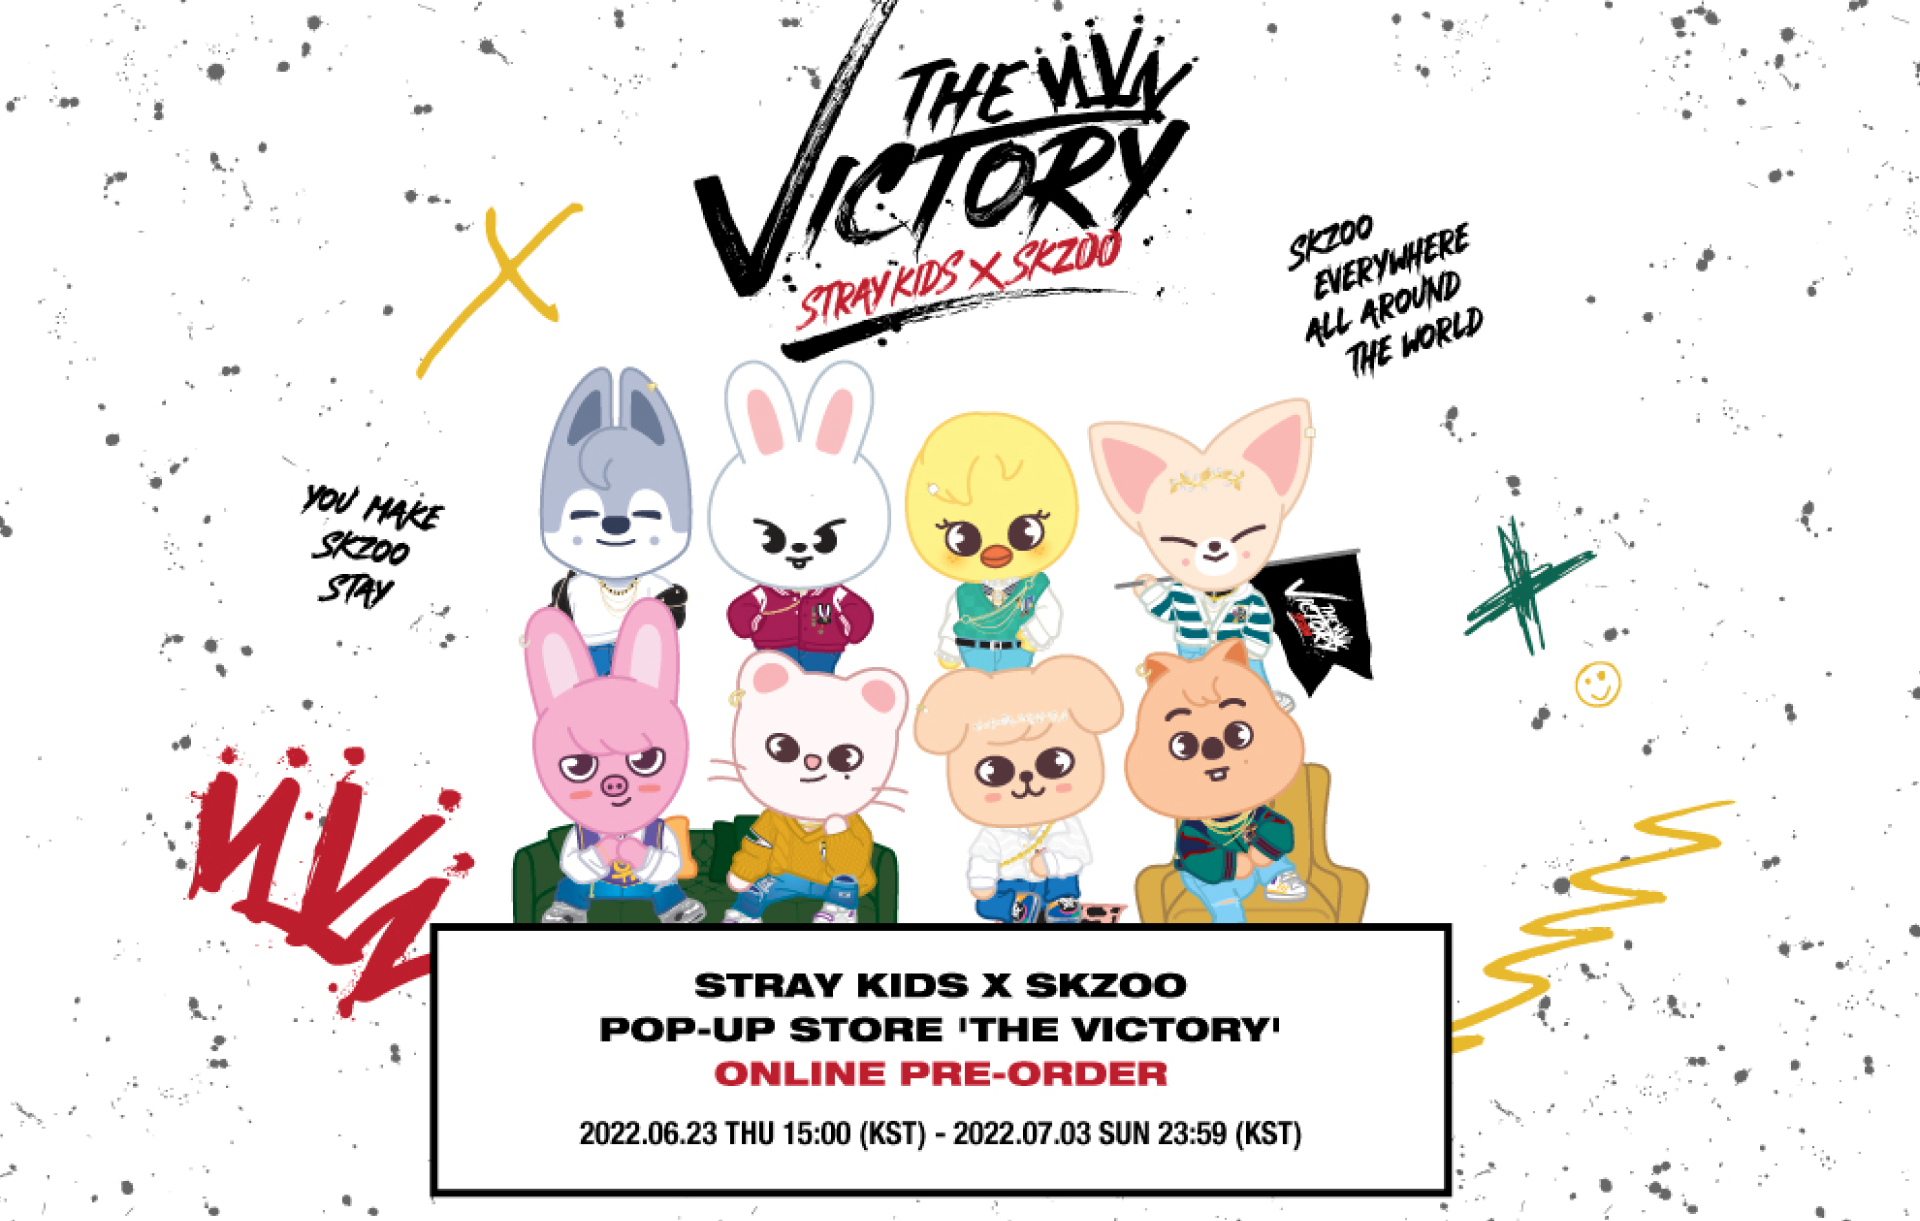 THE
VICTORY
STRAY KIDS X SKZOO
SKZOO
EVERYWHERE
ALL AROUND
THE WORLD
YOU MAKE
SKZOO
STAY
THE
VICTORY
STRAY KIDS X SKZOO
POP-UP STORE 'THE VICTORY'
ONLINE PRE-ORDER
2022.06.23 THU 15:00 (KST) - 2022.07.03 SUN 23:59 (KST)